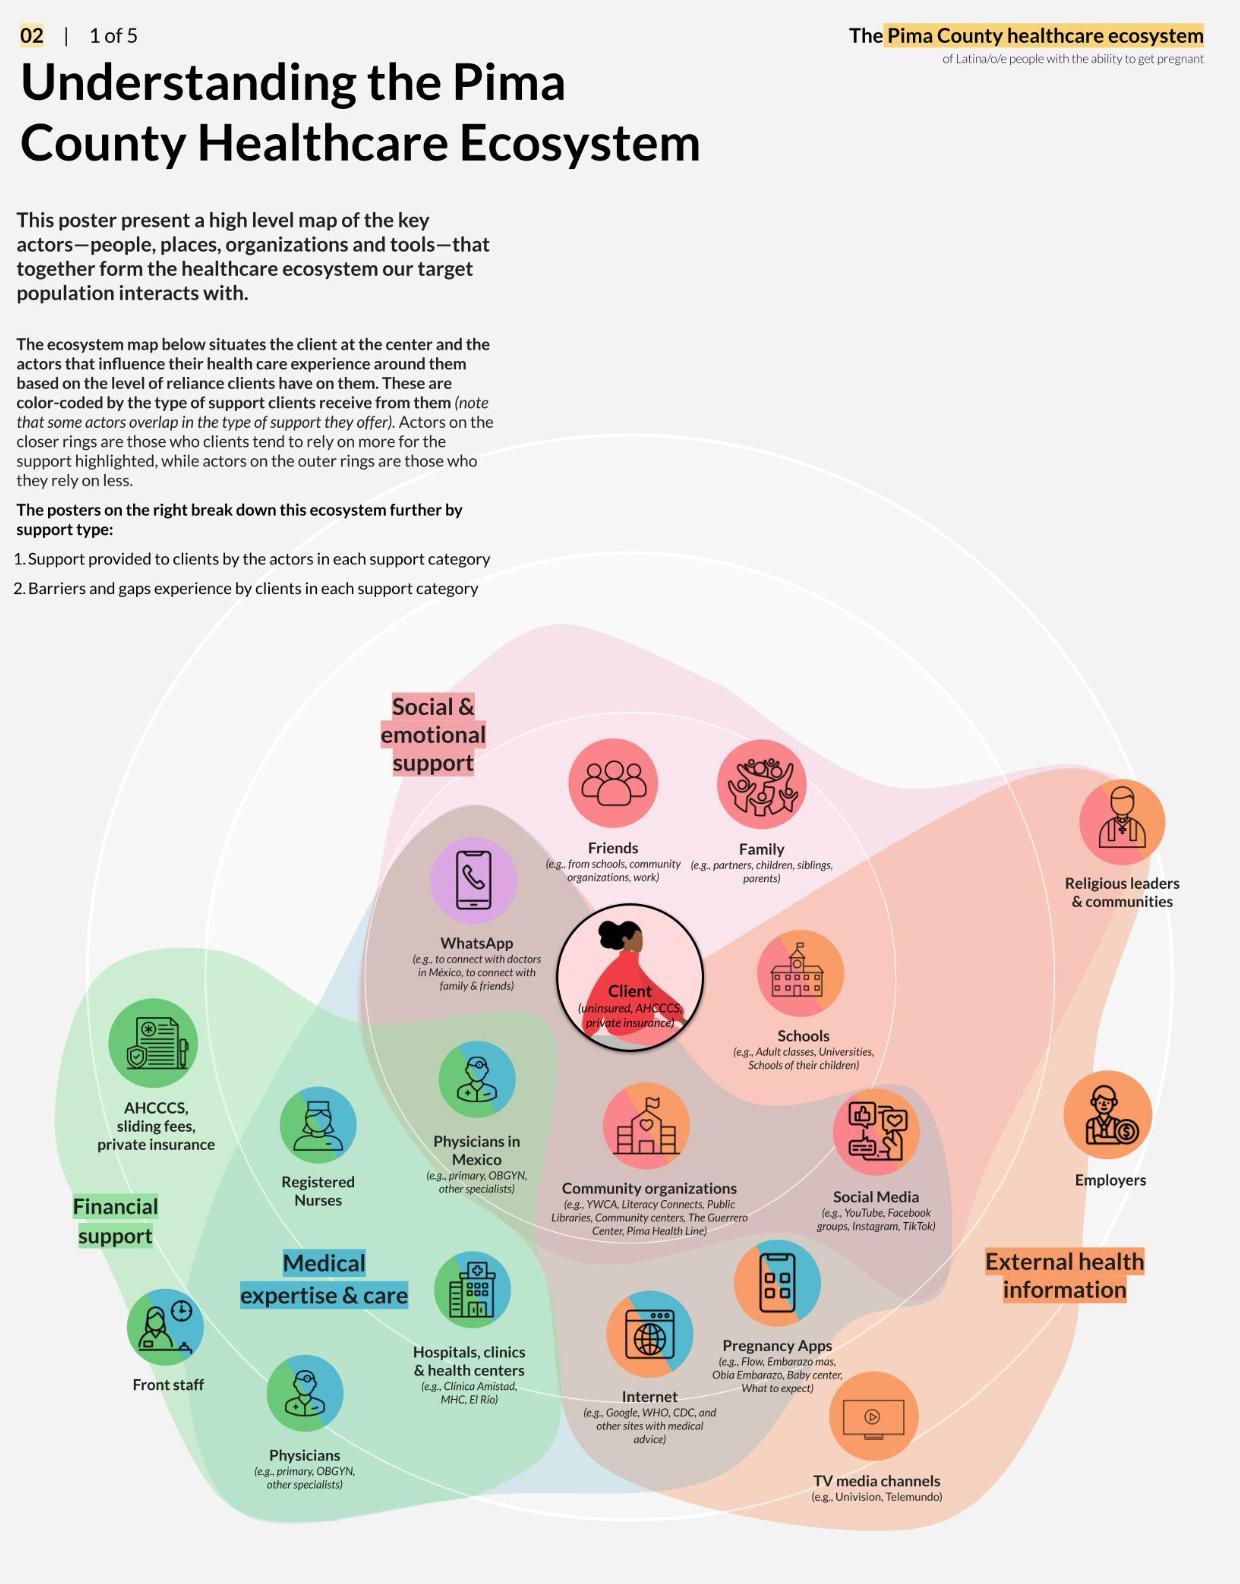 02 | 1 of 5
The Pima County healthcare ecosystem
of Latina/o/e people with the ability to get pregnant
Understanding the Pima
County Healthcare Ecosystem
This poster present a high level map of the key
actors—people, places, organizations and tools—that
together form the healthcare ecosystem our target
population interacts with.
The ecosystem map below situates the client at the center and the
actors that influence their health care experience around them
based on the level of reliance clients have on them. These are
color-coded by the type of support clients receive from them (note
that some actors overlap in the type of support they offer). Actors on the
closer rings are those who clients tend to rely on more for the
support highlighted, while actors on the outer rings are those who
they rely on less.
The posters on the right break down this ecosystem further by
support type:
1. Support provided to clients by the actors in each support category
2. Barriers and gaps experience by clients in each support category
Social &
emotional
support
Friends
(e.g., from schools, community
organizations, work)
Family
(e.g., partners, children, siblings,
parents)
Religious leaders
& communities
WhatsApp
(e.g., to connect with doctors
in México, to connect with
family & friends)
Client
(uninsured, AHCCCS,
private insurance)
Schools
(e.g., Adult classes, Universities,
Schools of their children)
AHCCCS,
sliding fees,
private insurance
Registered
Nurses
Physicians in
Mexico
(e.g., primary, OBGYN,
other specialists)
Community organizations
(e.g., YWCA, Literacy Connects, Public
Libraries, Community centers, The Guerrero
Center, Pima Health Line)
Social Media
(e.g., YouTube, Facebook
groups, Instagram, TikTok)
Employers
Financial
support
Medical
expertise & care
External health
information
Front staff
Hospitals, clinics
& health centers
(e.g., Clínica Amistad,
MHC, El Río)
Internet
(e.g., Google, WHO, CDC, and
other sites with medical
advice)
Pregnancy Apps
(e.g., Flow, Embarazo mas,
Obia Embarazo, Baby center,
What to expect)
Physicians
(e.g., primary, OBGYN,
other specialists)
TV media channels
(e.g., Univision, Telemundo)